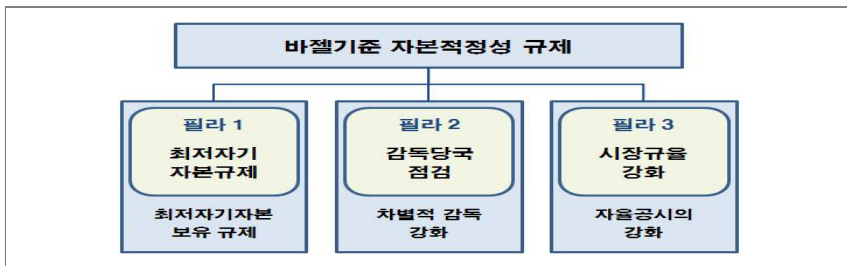 바젤기준 자본적정성 규제
필라 1
최저자기
자본규제
최저자기자본
보유 규제
필라 2
감독당국
점검
차별적 감독
강화
필라 3
시장규율
강화
자율공시의
강화